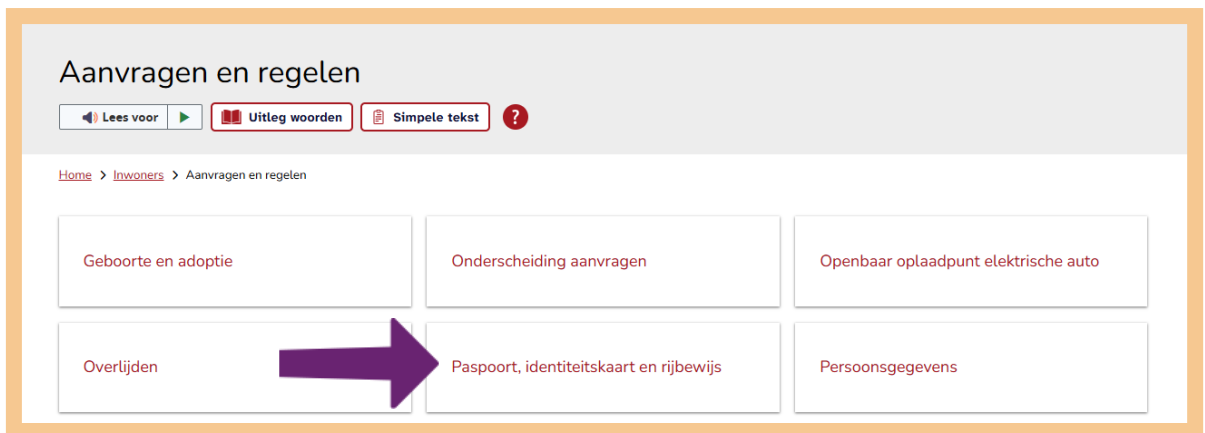 Aanvragen en regelen
Lees voor
Uitleg woorden
Simpele tekst
?
Home > Inwoners > Aanvragen en regelen
Geboorte en adoptie
Onderscheiding aanvragen
Openbaar oplaadpunt elektrische auto
Overlijden
Paspoort, identiteitskaart en rijbewijs
Persoonsgegevens